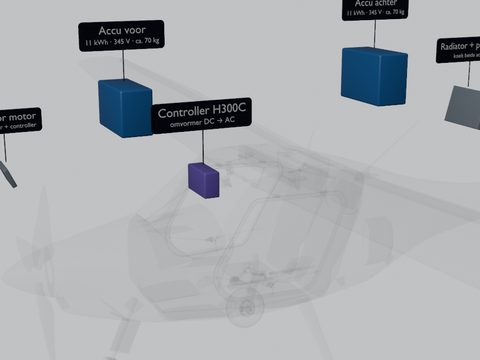 Accu voor
11 kWh · 345 V · ca. 70 kg
Accu achter
11 kWh · 345 V · ca. 70 kg
Radiator + p
koelt beide
Controller H300C
omvormer DC → AC
or motor
+ controller